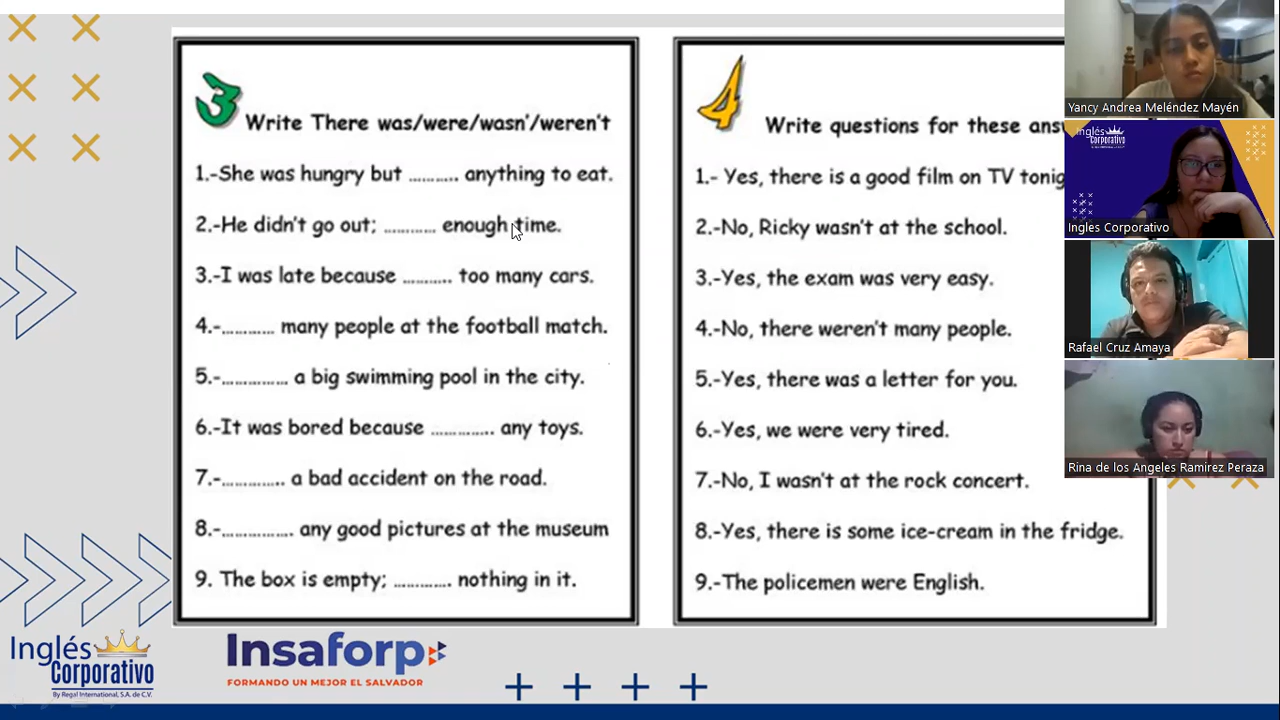 3
Write There was/were/wasn'/weren't
1.-She was hungry but ……….. anything to eat.
2.-He didn't go out; ………… enough time.
3.-I was late because ……….. too many cars.
4.-………… many people at the football match.
5.-…………… a big swimming pool in the city.
6.-It was bored because ………….. any toys.
7.-………….. a bad accident on the road.
8.-……………. any good pictures at the museum
9. The box is empty; …………. nothing in it.
4
Write questions for these ans
1.- Yes, there is a good film on TV tonig
2.-No, Ricky wasn't at the school.
3.-Yes, the exam was very easy.
4.-No, there weren't many people.
5.-Yes, there was a letter for you.
6.-Yes, we were very tired.
7.-No, I wasn't at the rock concert.
8.-Yes, there is some ice-cream in the fridge.
9.-The policemen were English.
Yancy Andrea Meléndez Mayén
Inglés
Corporativo
Ingles Corporativo
Rafael Cruz Amaya
Rina de los Angeles Ramirez Peraza
Inglés
Corporativo
By Regal International, S.A. de C.V.
Insaforp
FORMANDO UN MEJOR EL SALVADOR